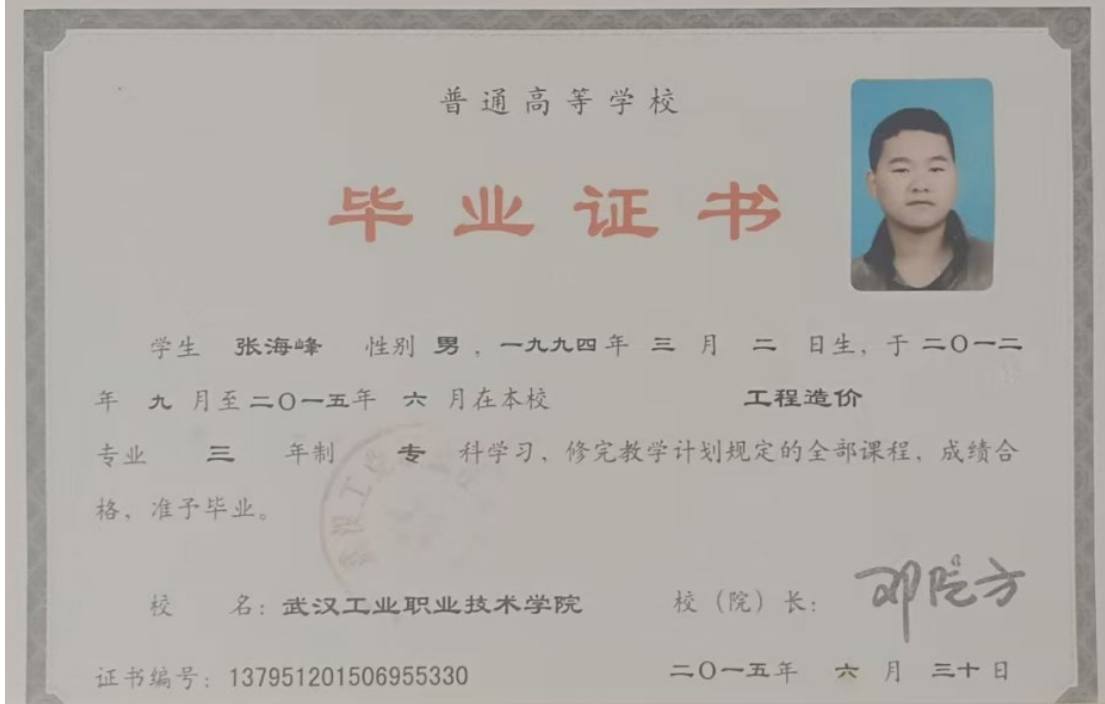 普通高等学校
毕业证书
学生 张海峰 性别 男，一九九四年 三 月 二 日生，于二〇一二
年 九 月至二〇一五年 六 月在本校 工程造价
专业 三 年制 专 科学习，修完教学计划规定的全部课程，成绩合
格，准予毕业。
校 名：武汉工业职业技术学院 校（院）长：
证书编号：137951201506955330 二〇一五年 六 月 三十日